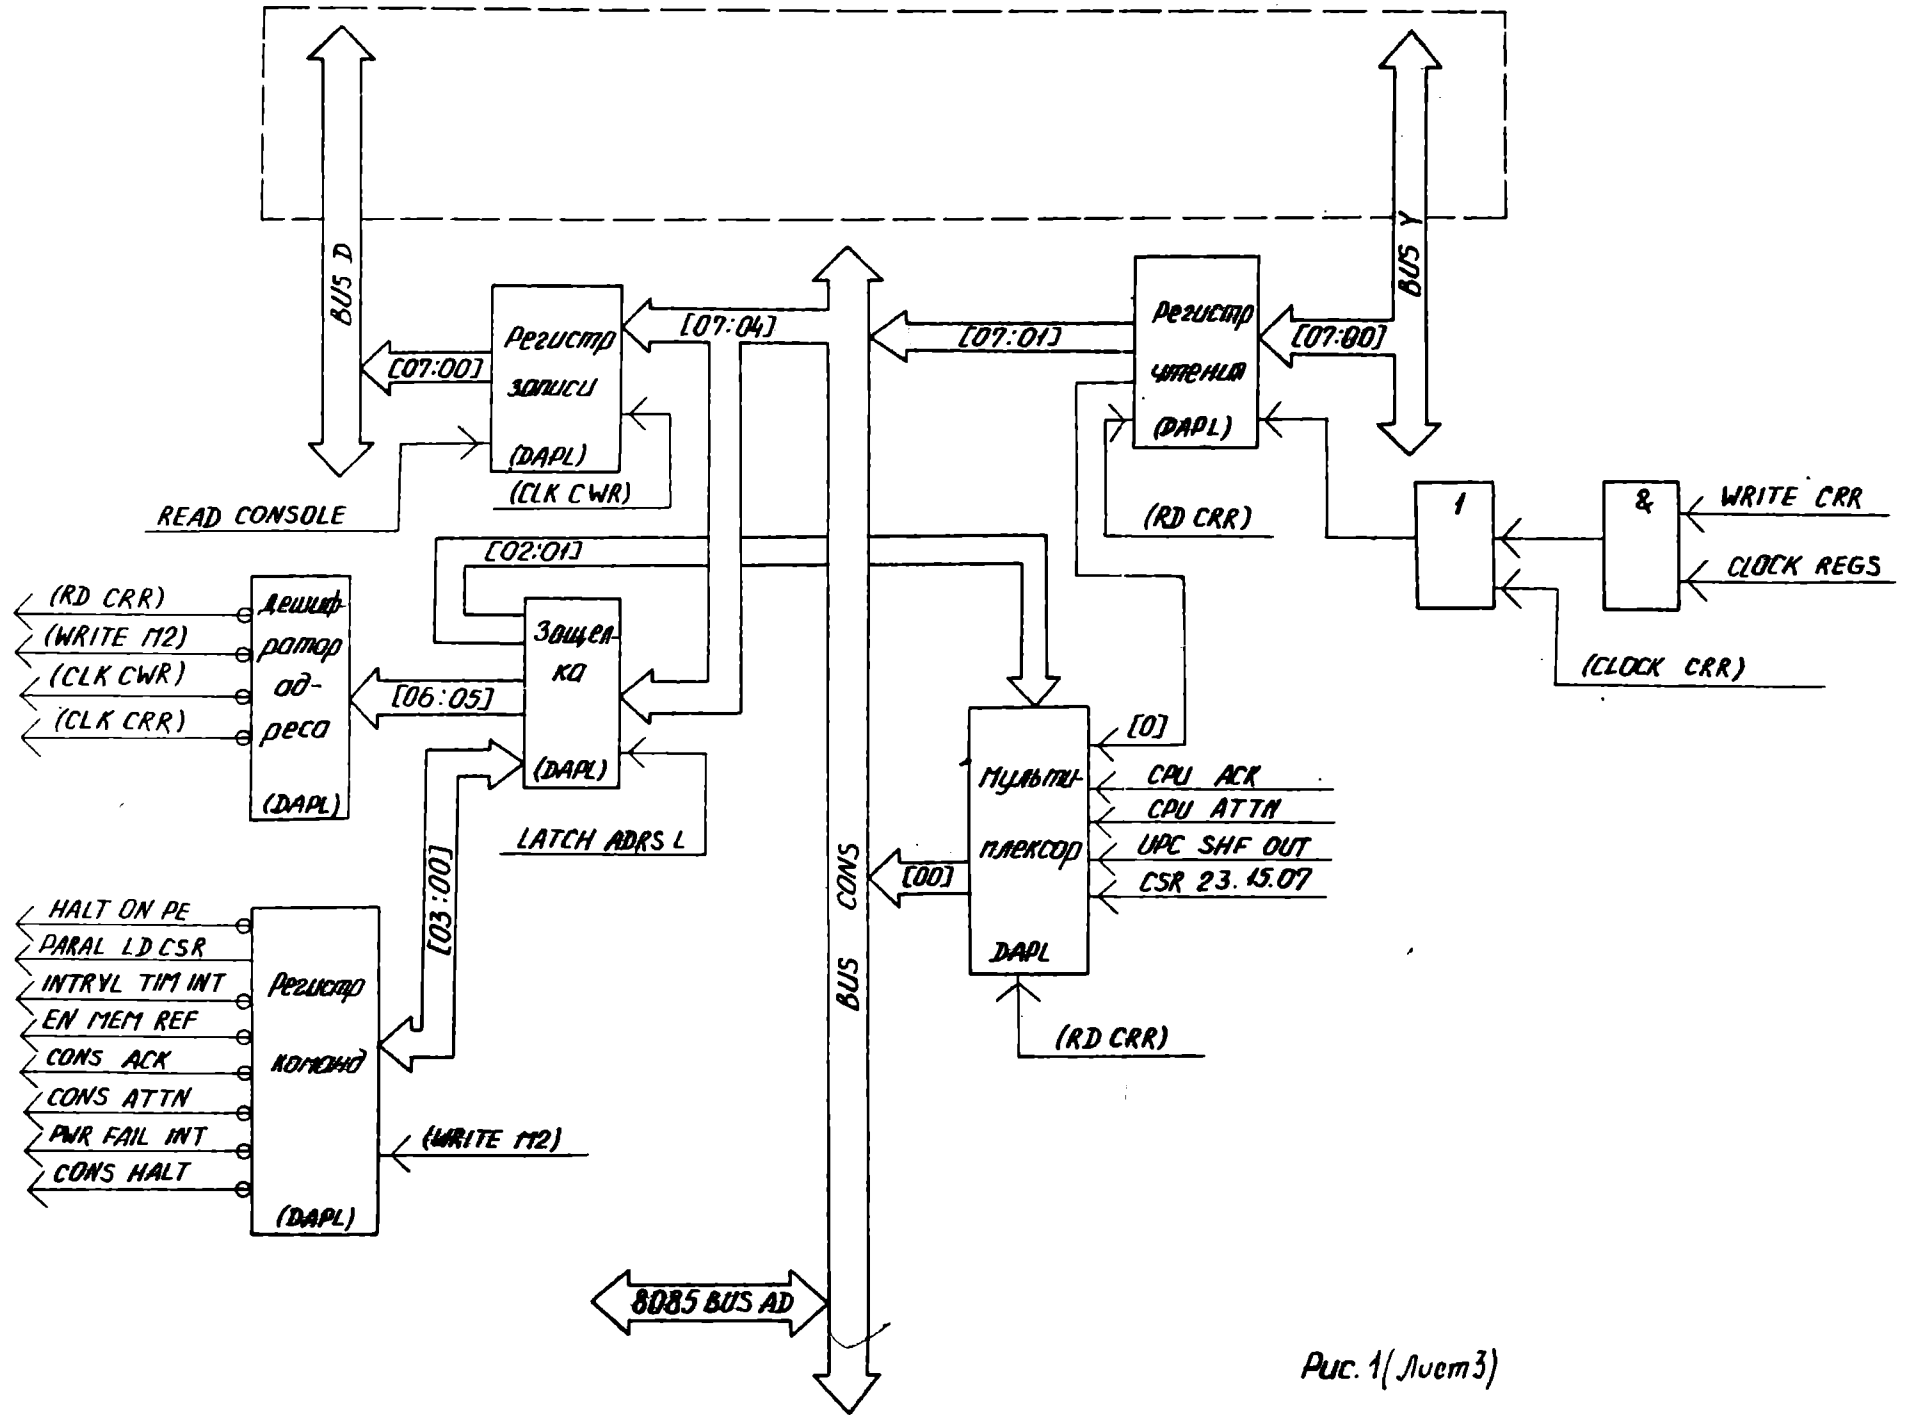 BUS D
BUS Y
Регистр
записи
(DAPL)
[07:04]
[07:00]
(CLK CWR)
READ CONSOLE
[07:01]
Регистр
чтения
(DAPL)
[07:00]
(RD CRR)
1
&
WRITE CRR
CLOCK REGS
(CLOCK CRR)
[02:01]
(RD CRR)
(WRITE M2)
(CLK CWR)
(CLK CRR)
Дешиф-
ратор
ад-
реса
(DAPL)
Защел-
ка
(DAPL)
[06:05]
LATCH ADRS L
[03:00]
[0]
CPU ACK
CPU ATTN
UPC SHF OUT
CSR 23.15.07
Мульти-
плексор
DAPL
[00]
(RD CRR)
BUS CONS
HALT ON PE
PARAL LD CSR
INTRVL TIM INT
EN MEM REF
CONS ACK
CONS ATTN
PWR FAIL INT
CONS HALT
Регистр
команд
(DAPL)
(WRITE M2)
8085 BUS AD
Рис. 1 (Лист 3)